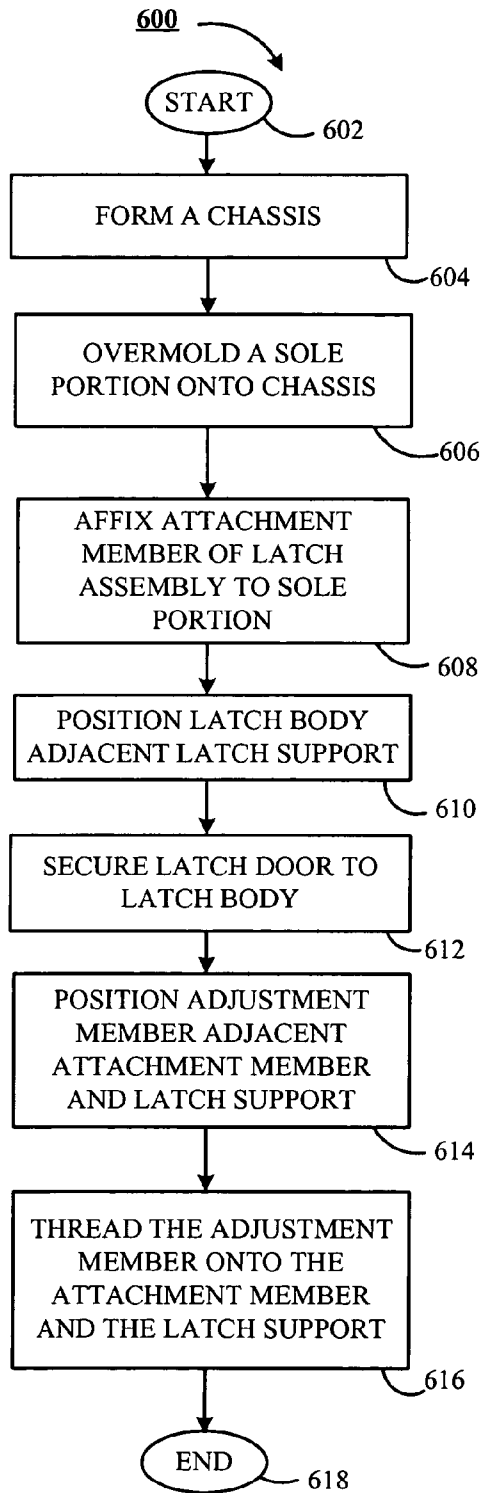 600
START
602
FORM A CHASSIS
604
OVERMOLD A SOLE
PORTION ONTO CHASSIS
606
AFFIX ATTACHMENT
MEMBER OF LATCH
ASSEMBLY TO SOLE
PORTION
608
POSITION LATCH BODY
ADJACENT LATCH SUPPORT
610
SECURE LATCH DOOR TO
LATCH BODY
612
POSITION ADJUSTMENT
MEMBER ADJACENT
ATTACHMENT MEMBER
AND LATCH SUPPORT
614
THREAD THE ADJUSTMENT
MEMBER ONTO THE
ATTACHMENT MEMBER
AND THE LATCH SUPPORT
616
END
618